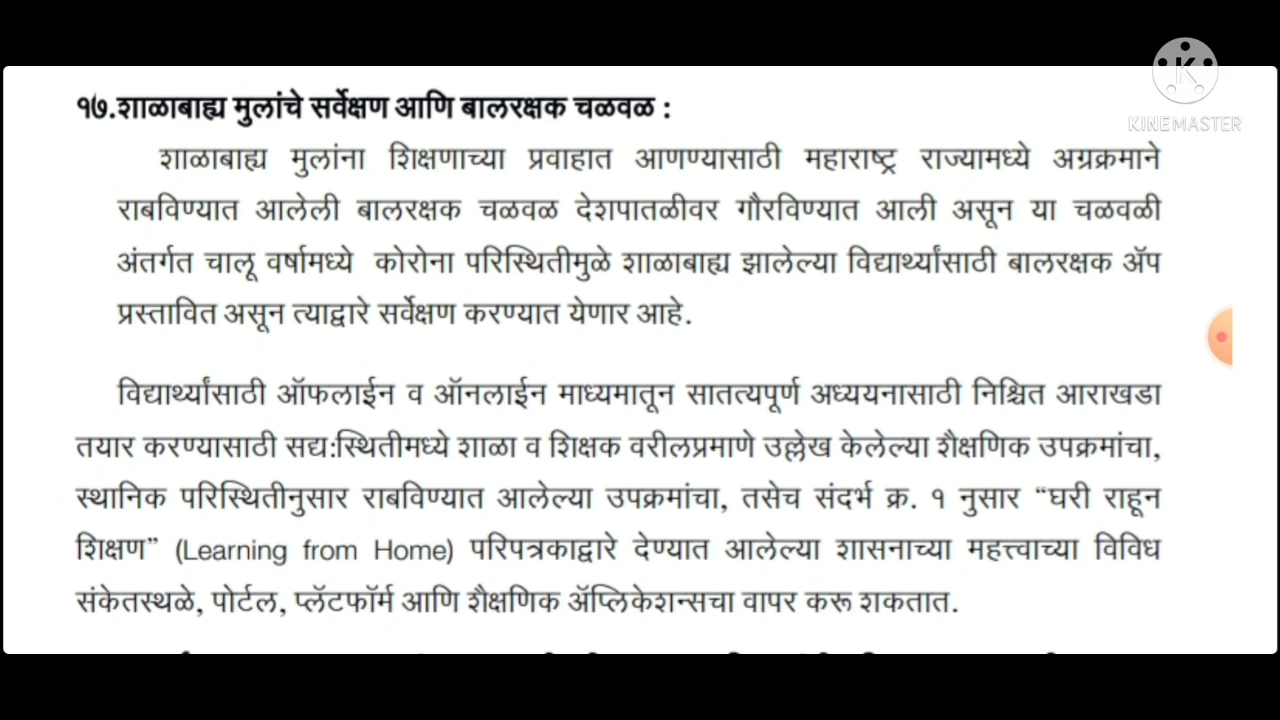 KINEMASTER
१७.शाळाबाह्य मुलांचे सर्वेक्षण आणि बालरक्षक चळवळ :
शाळाबाह्य मुलांना शिक्षणाच्या प्रवाहात आणण्यासाठी महाराष्ट्र राज्यामध्ये अग्रक्रमाने
राबविण्यात आलेली बालरक्षक चळवळ देशपातळीवर गौरविण्यात आली असून या चळवळी
अंतर्गत चालू वर्षामध्ये कोरोना परिस्थितीमुळे शाळाबाह्य झालेल्या विद्यार्थ्यांसाठी बालरक्षक ॲप
प्रस्तावित असून त्याद्वारे सर्वेक्षण करण्यात येणार आहे.
विद्यार्थ्यांसाठी ऑफलाईन व ऑनलाईन माध्यमातून सातत्यपूर्ण अध्ययनासाठी निश्चित आराखडा
तयार करण्यासाठी सद्य:स्थितीमध्ये शाळा व शिक्षक वरीलप्रमाणे उल्लेख केलेल्या शैक्षणिक उपक्रमांचा,
स्थानिक परिस्थितीनुसार राबविण्यात आलेल्या उपक्रमांचा, तसेच संदर्भ क्र. १ नुसार “घरी राहून
शिक्षण” (Learning from Home) परिपत्रकाद्वारे देण्यात आलेल्या शासनाच्या महत्त्वाच्या विविध
संकेतस्थळे, पोर्टल, प्लॅटफॉर्म आणि शैक्षणिक ॲप्लिकेशन्सचा वापर करू शकतात.